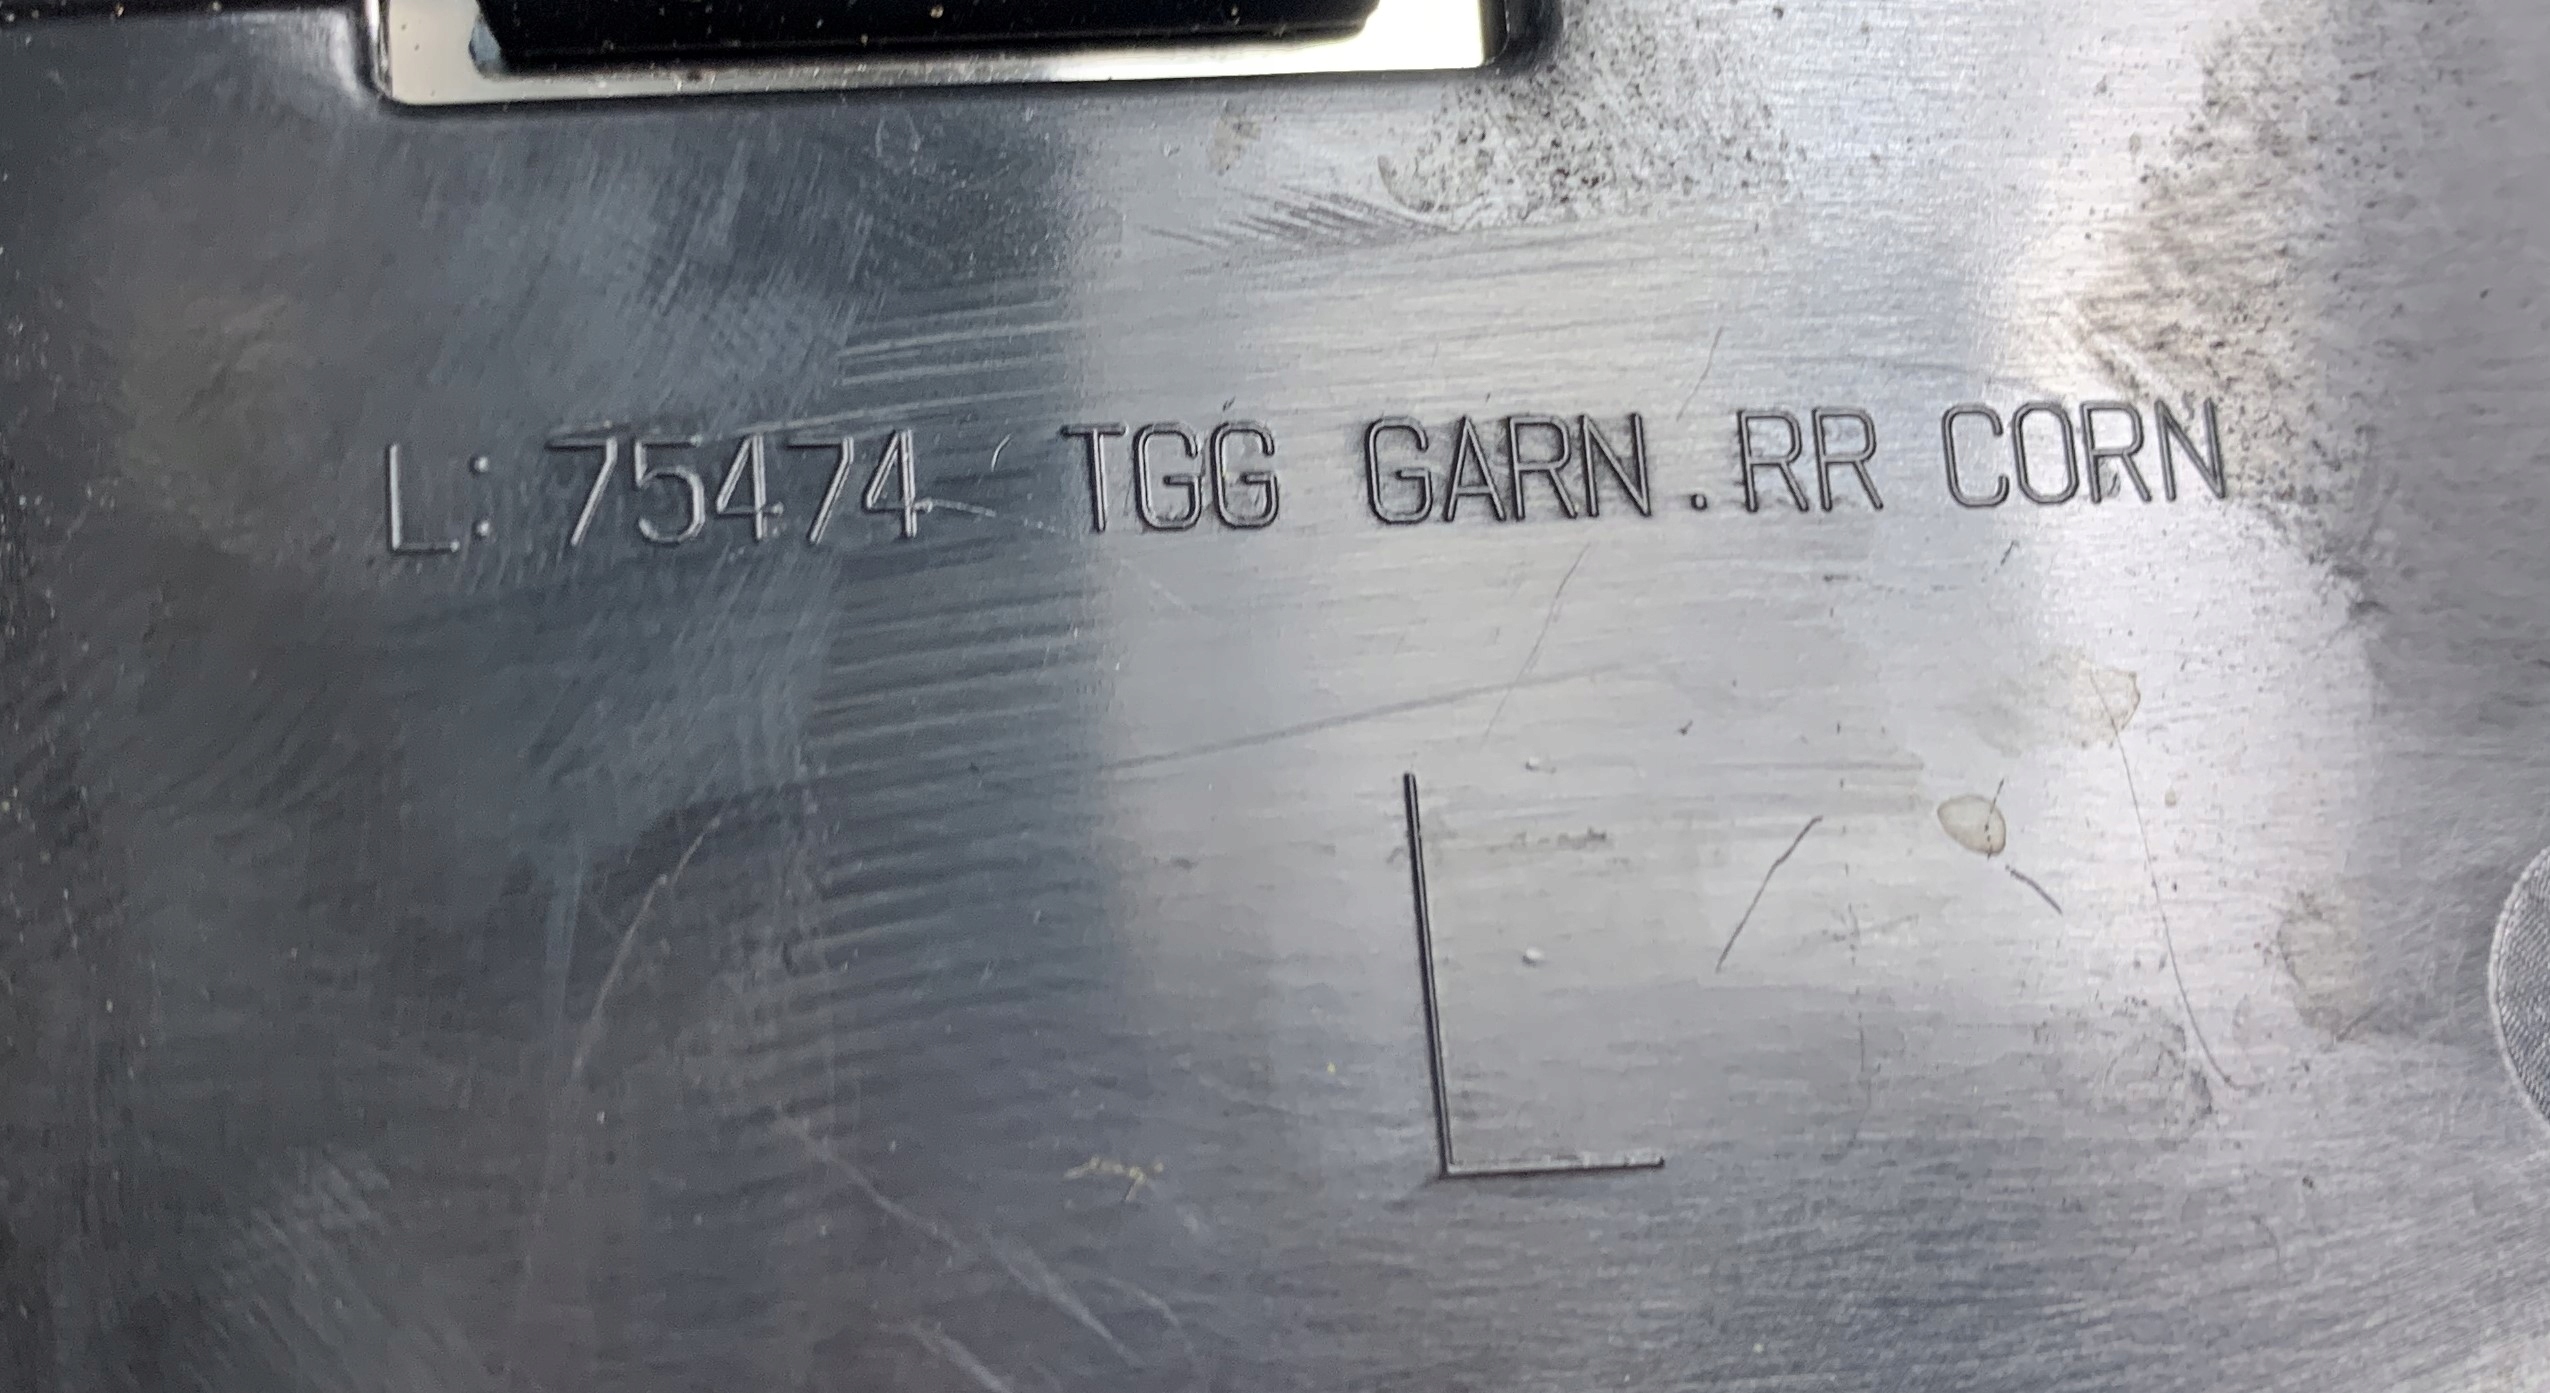 L: 75474 TGG GARN.RR CORN
L